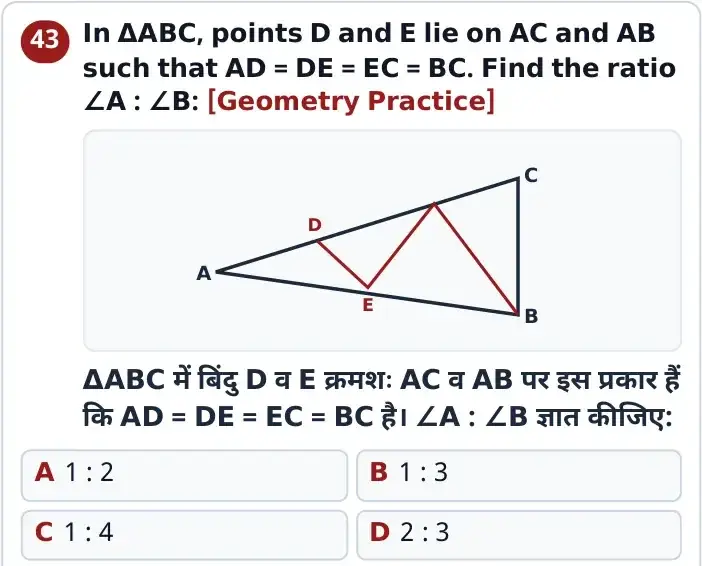 43 In ΔABC, points D and E lie on AC and AB
such that AD = DE = EC = BC. Find the ratio
∠A : ∠B: [Geometry Practice]
C
D
A
E
B
ΔABC में बिंदु D व E क्रमशः AC व AB पर इस प्रकार हैं
कि AD = DE = EC = BC है। ∠A : ∠B ज्ञात कीजिए:
A 1 : 2
B 1 : 3
C 1 : 4
D 2 : 3